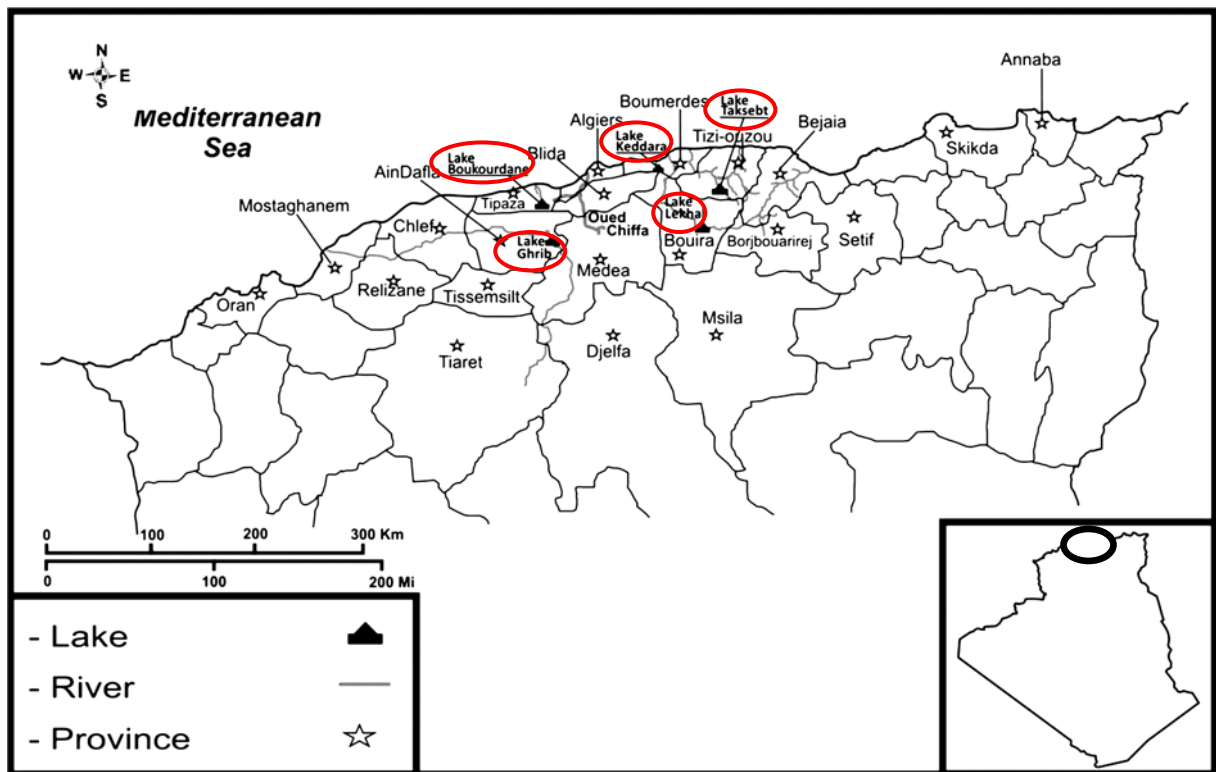 N
W E
S
Mediterranean
Sea
Annaba
Lake
Taksebt
Boumerdes
Algiers
Lake
Keddara
Tizi-ouzou
Bejaia
Skikda
Lake
Boukourdane
Blida
AinDafla
Tipaza
Mostaghanem
Chlef
Oued
Chiffa
Lake
Lekhal
Lake
Ghrib
Bouira
Borjbouarirej
Setif
Medea
Oran
Relizane
Tissemsilt
Tiaret
Djelfa
Msila
0 100 200 300 Km
0 100 200 Mi
- Lake
- River
- Province